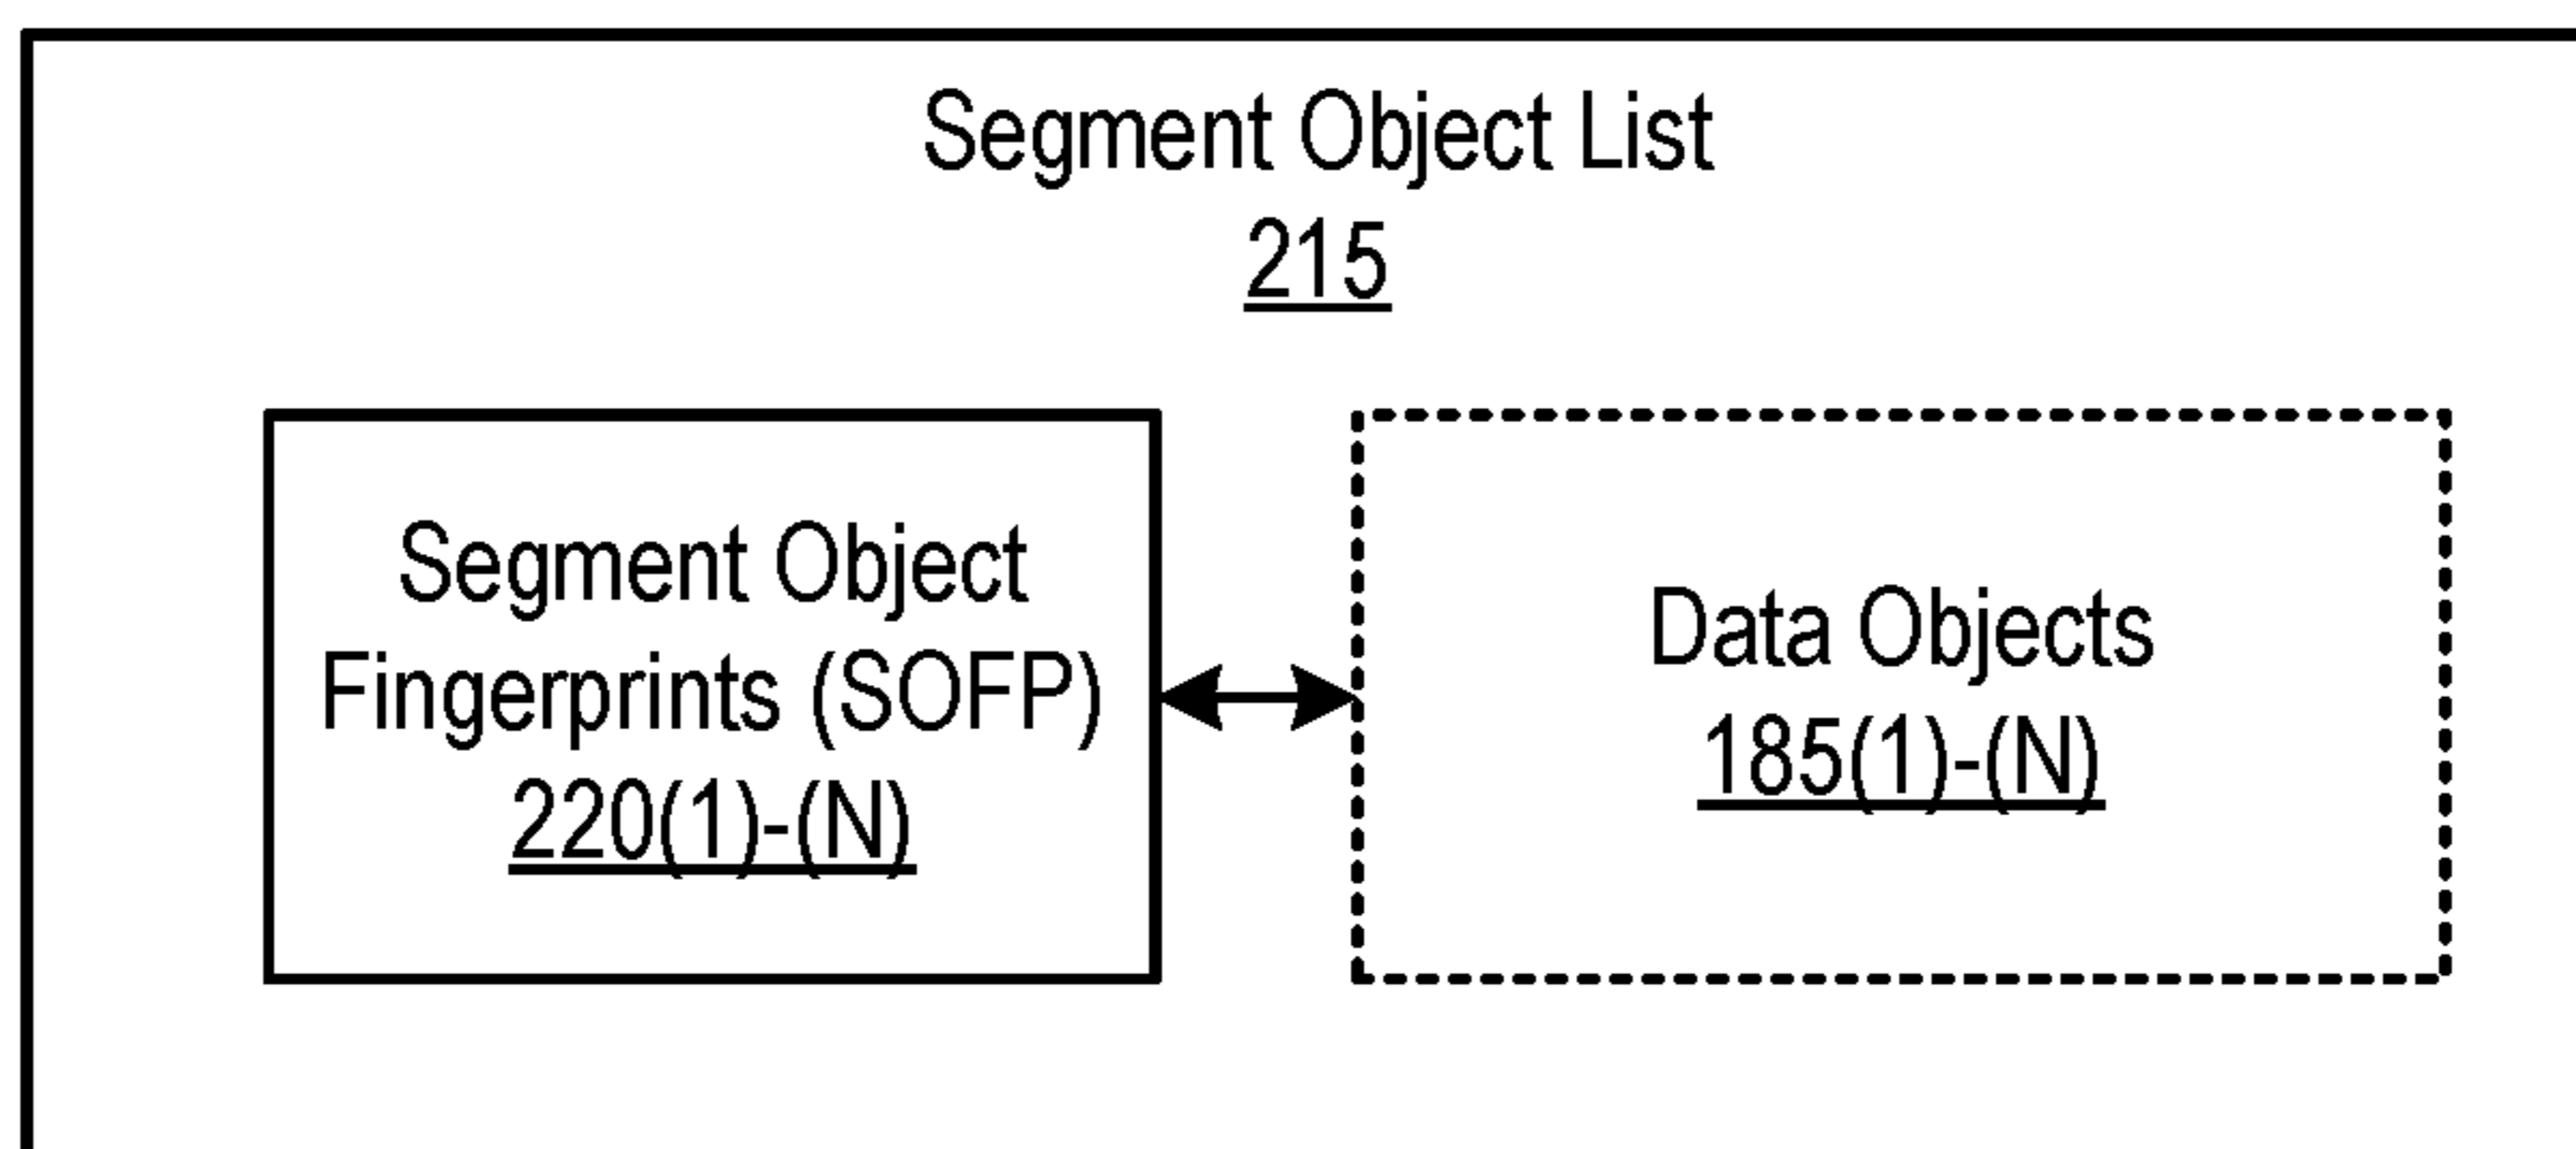 Segment Object List
215
Segment Object
Fingerprints (SOFP)
220(1)-(N)
Data Objects
185(1)-(N)